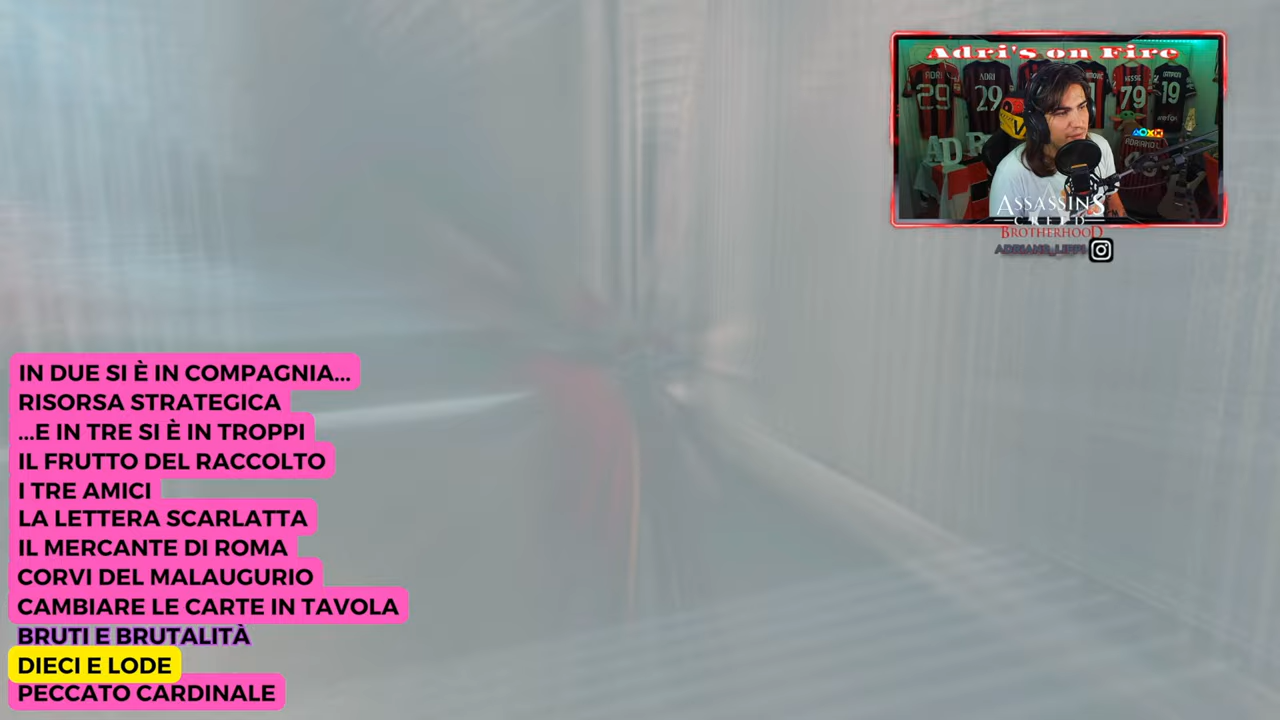 Adri's on Fire
ADRI
29
ADRI
29
79
19
ASSASSIN'S
CREED
BROTHERHOOD
IN DUE SI È IN COMPAGNIA...
RISORSA STRATEGICA
...E IN TRE SI È IN TROPPI
IL FRUTTO DEL RACCOLTO
I TRE AMICI
LA LETTERA SCARLATTA
IL MERCANTE DI ROMA
CORVI DEL MALAUGURIO
CAMBIARE LE CARTE IN TAVOLA
BRUTI E BRUTALITÀ
DIECI E LODE
PECCATO CARDINALE